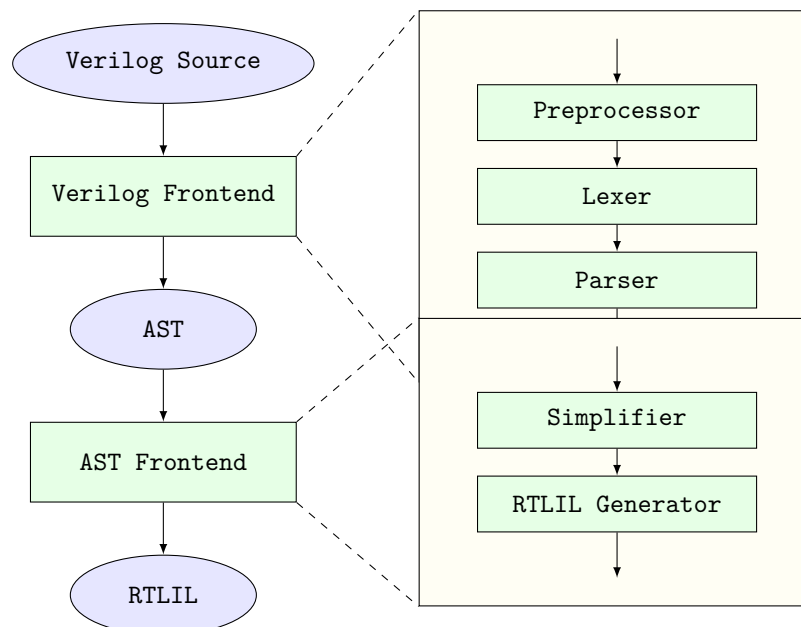 Verilog Source
Verilog Frontend
AST
AST Frontend
RTLIL
Preprocessor
Lexer
Parser
Simplifier
RTLIL Generator